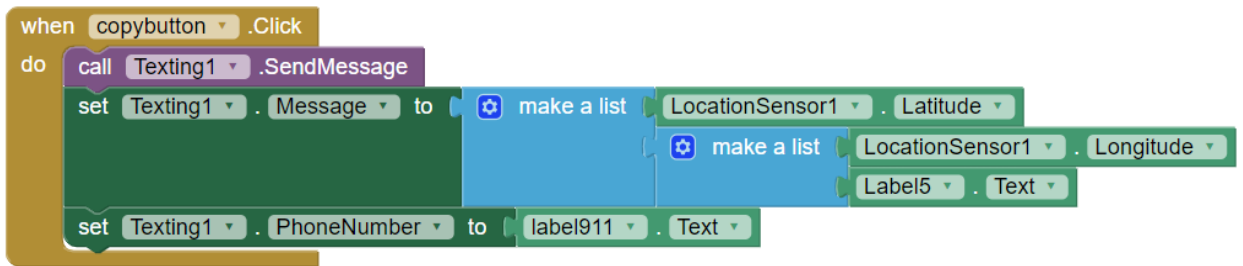 when copybutton .Click
do call Texting1 .SendMessage
set Texting1 . Message to make a list LocationSensor1 . Latitude
make a list LocationSensor1 . Longitude
Label5 . Text
set Texting1 . PhoneNumber to label911 . Text